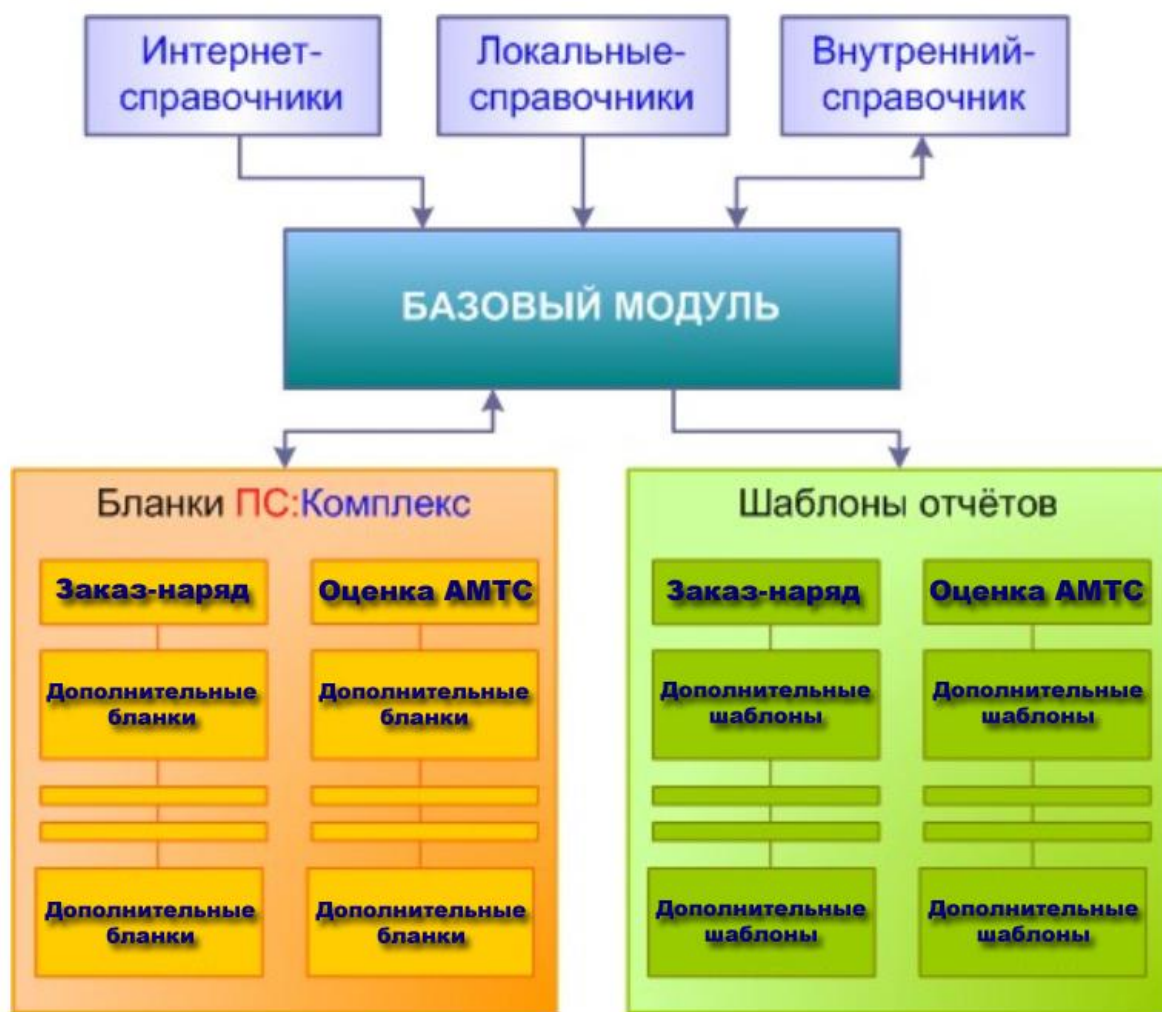 Интернет-
справочники
Локальные-
справочники
Внутренний-
справочник
БАЗОВЫЙ МОДУЛЬ
Бланки ПС:Комплекс
Заказ-наряд
Оценка АМТС
Дополнительные
бланки
Дополнительные
бланки
Дополнительные
бланки
Дополнительные
бланки
Шаблоны отчётов
Заказ-наряд
Оценка АМТС
Дополнительные
шаблоны
Дополнительные
шаблоны
Дополнительные
шаблоны
Дополнительные
шаблоны